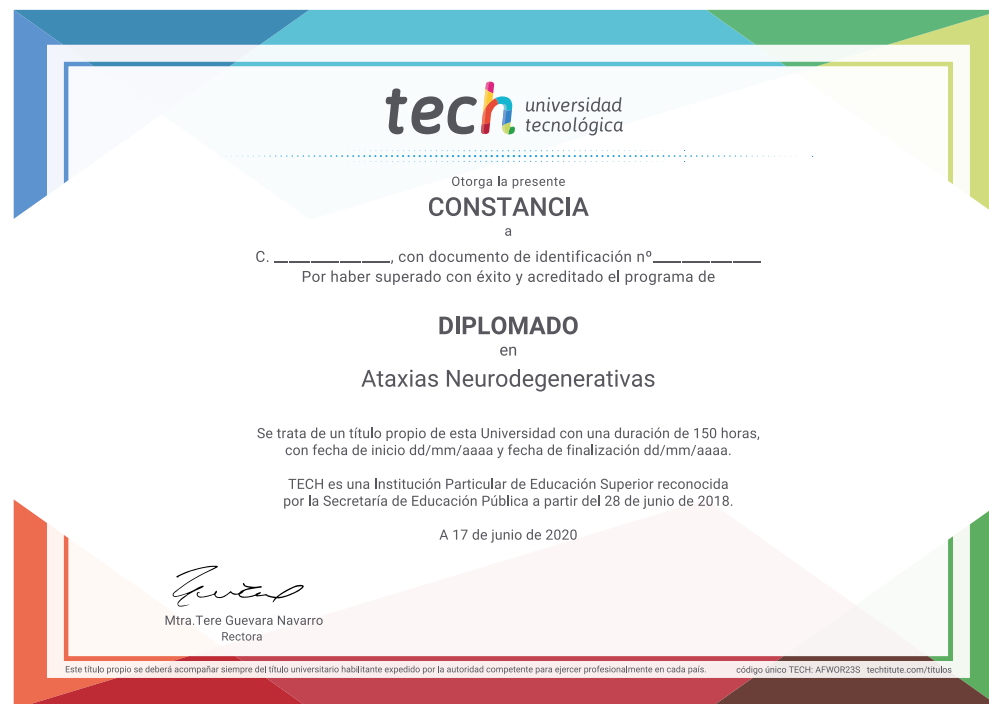 tech universidad
tecnológica
Otorga la presente
CONSTANCIA
a
C. ______________, con documento de identificación nº_____________
Por haber superado con éxito y acreditado el programa de
DIPLOMADO
en
Ataxias Neurodegenerativas
Se trata de un título propio de esta Universidad con una duración de 150 horas,
con fecha de inicio dd/mm/aaaa y fecha de finalización dd/mm/aaaa.
TECH es una Institución Particular de Educación Superior reconocida
por la Secretaría de Educación Pública a partir del 28 de junio de 2018.
A 17 de junio de 2020
Mtra.Tere Guevara Navarro
Rectora
Este título propio se deberá acompañar siempre del título universitario habilitante expedido por la autoridad competente para ejercer profesionalmente en cada país. código único TECH: AFWOR23S techtitute.com/titulos